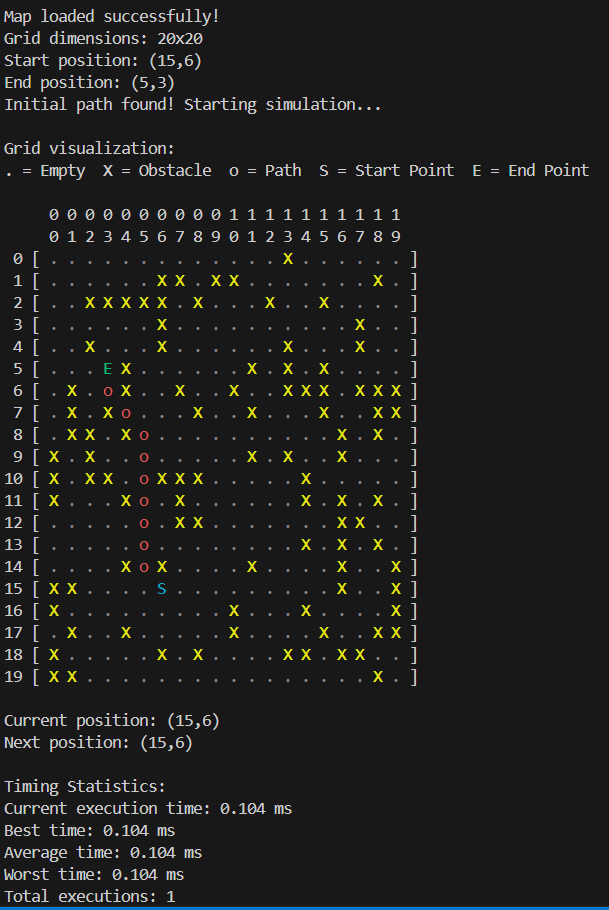 Map loaded successfully!
Grid dimensions: 20x20
Start position: (15,6)
End position: (5,3)
Initial path found! Starting simulation...
Grid visualization:
. = Empty  X = Obstacle  o = Path  S = Start Point  E = End Point
0 0 0 0 0 0 0 0 0 0 1 1 1 1 1 1 1 1 1 1
0 1 2 3 4 5 6 7 8 9 0 1 2 3 4 5 6 7 8 9
0 [ . . . . . . . . . . . . . X . . . . . . ]
1 [ . . . . . . X X . X X . . . . . . . X . ]
2 [ . . X X X X X . X . . . X . . X . . . . ]
3 [ . . . . . . X . . . . . . . . . . X . . ]
4 [ . . X . . . X . . . . . . X . . . X . . ]
5 [ . . . E X . . . . . . X . X . X . . . . ]
6 [ . X . o X . . X . . X . . X X X . X X X ]
7 [ . X . X o . . . X . . X . . . X . . X X ]
8 [ . X X . X o . . . . . . . . . . X . X . ]
9 [ X . X . . o . . . . . X . X . . X . . . ]
10 [ X . X X . o X X X . . . . . X . . . . . ]
11 [ X . . . X o . X . . . . . . X . X . X . ]
12 [ . . . . . o . X X . . . . . . . X X . . ]
13 [ . . . . . o . . . . . . . . X . X . X . ]
14 [ . . . . X o X . . . . X . . . . X . . X ]
15 [ X X . . . . S . . . . . . . . . X . . X ]
16 [ X . . . . . . . . . X . . . X . . . . X ]
17 [ . X . . X . . . . . X . . . . X . . X X ]
18 [ X . . . . . X . X . . . . X X . X X . . ]
19 [ X X . . . . . . . . . . . . . . . . X . ]
Current position: (15,6)
Next position: (15,6)
Timing Statistics:
Current execution time: 0.104 ms
Best time: 0.104 ms
Average time: 0.104 ms
Worst time: 0.104 ms
Total executions: 1